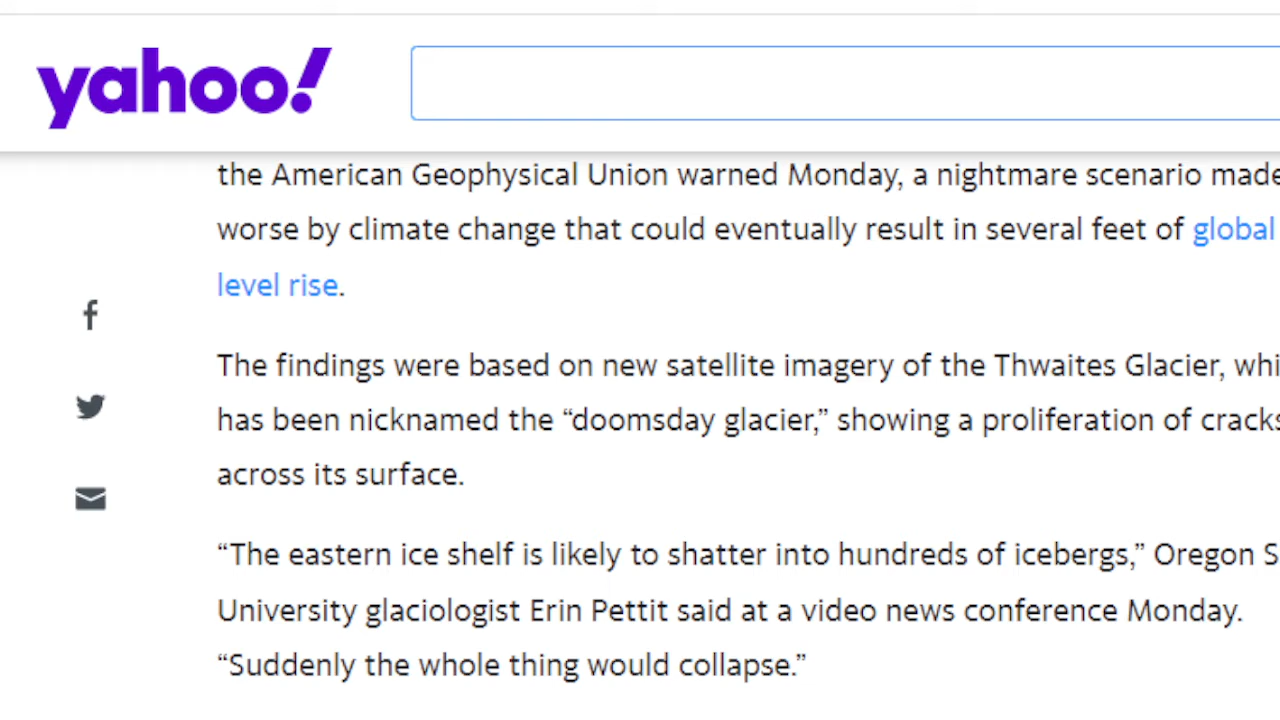 yahoo!
the American Geophysical Union warned Monday, a nightmare scenario made
worse by climate change that could eventually result in several feet of global
level rise.
The findings were based on new satellite imagery of the Thwaites Glacier,
has been nicknamed the “doomsday glacier,” showing a proliferation of cracks
across its surface.
“The eastern ice shelf is likely to shatter into hundreds of icebergs,” Oregon
University glaciologist Erin Pettit said at a video news conference Monday.
“Suddenly the whole thing would collapse.”